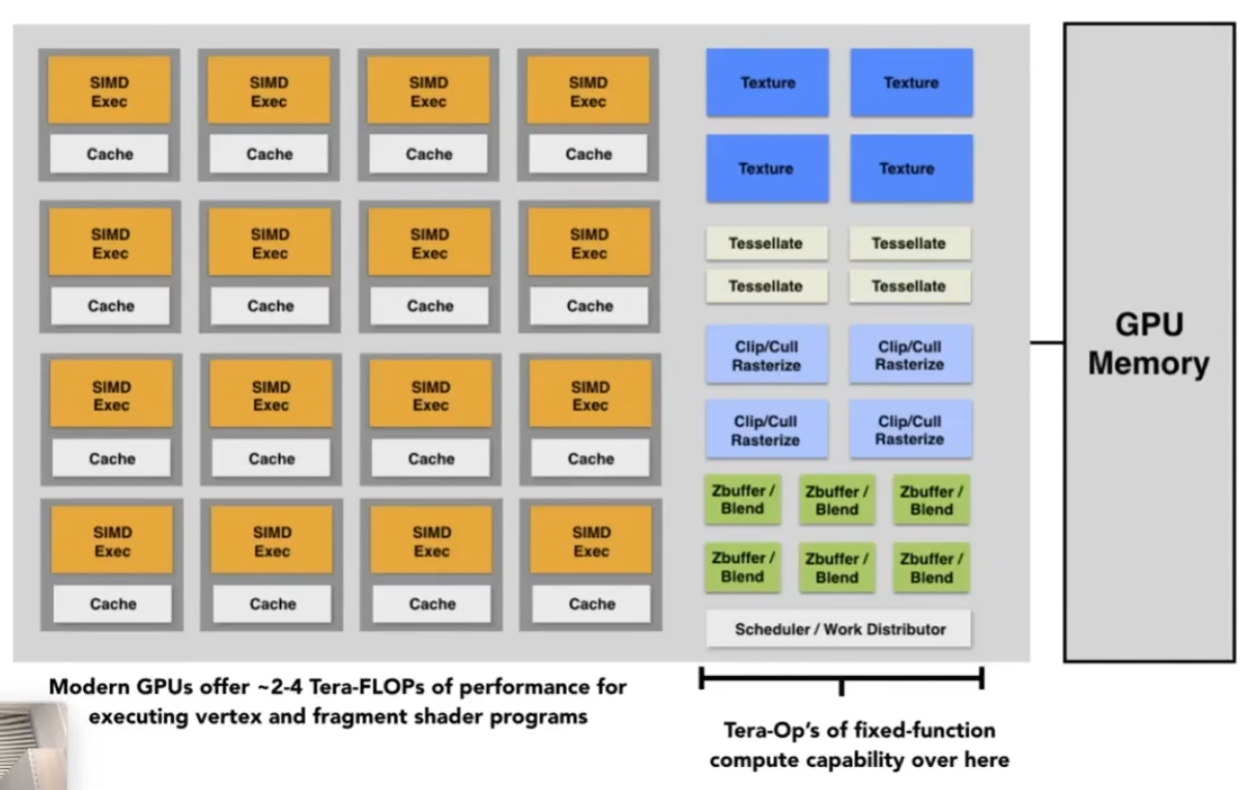 SIMD
Exec
Cache
SIMD
Exec
Cache
SIMD
Exec
Cache
SIMD
Exec
Cache
SIMD
Exec
Cache
SIMD
Exec
Cache
SIMD
Exec
Cache
SIMD
Exec
Cache
SIMD
Exec
Cache
SIMD
Exec
Cache
SIMD
Exec
Cache
SIMD
Exec
Cache
SIMD
Exec
Cache
SIMD
Exec
Cache
SIMD
Exec
Cache
SIMD
Exec
Cache
Texture
Texture
Texture
Texture
Tessellate
Tessellate
Tessellate
Tessellate
Clip/Cull
Rasterize
Clip/Cull
Rasterize
Clip/Cull
Rasterize
Clip/Cull
Rasterize
Zbuffer /
Blend
Zbuffer /
Blend
Zbuffer /
Blend
Zbuffer /
Blend
Zbuffer /
Blend
Zbuffer /
Blend
Scheduler / Work Distributor
GPU
Memory
Modern GPUs offer ~2-4 Tera-FLOPs of performance for
executing vertex and fragment shader programs
Tera-Op's of fixed-function
compute capability over here